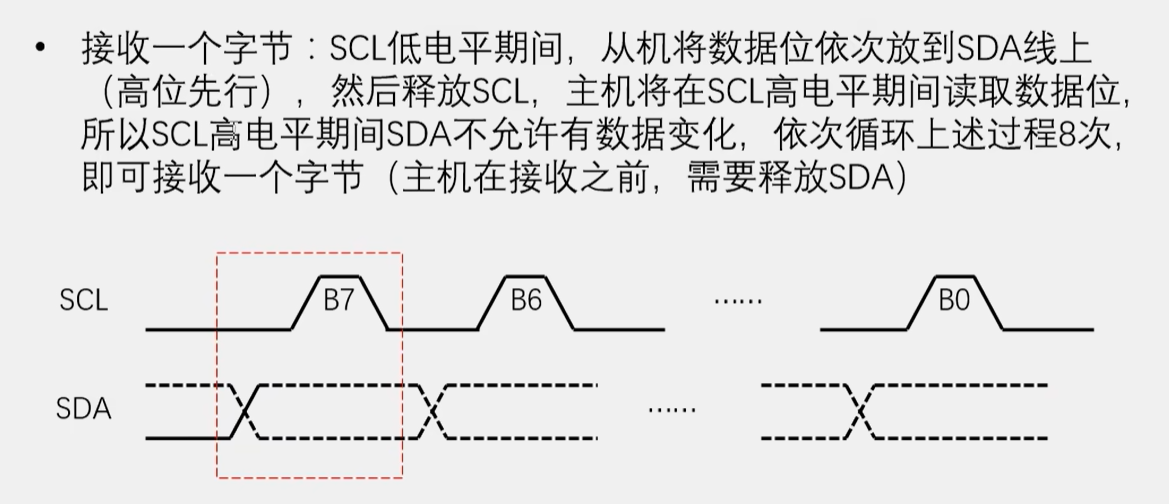 • 接收一个字节：SCL低电平期间，从机将数据位依次放到SDA线上
（高位先行），然后释放SCL，主机将在SCL高电平期间读取数据位，
所以SCL高电平期间SDA不允许有数据变化，依次循环上述过程8次，
即可接收一个字节（主机在接收之前，需要释放SDA）
SCL B7 B6 …… B0
SDA ……